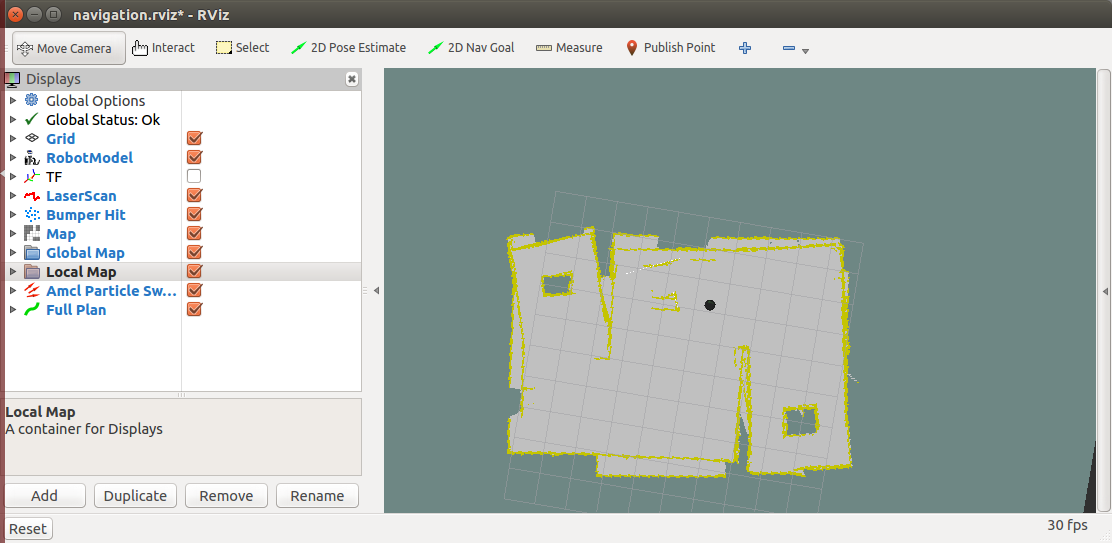 navigation.rviz* - RViz
Move Camera Interact Select 2D Pose Estimate 2D Nav Goal Measure Publish Point
Displays
Global Options
Global Status: Ok
Grid
RobotModel
TF
LaserScan
Bumper Hit
Map
Global Map
Local Map
Amcl Particle Sw...
Full Plan
Local Map
A container for Displays
Add Duplicate Remove Rename
Reset 30 fps